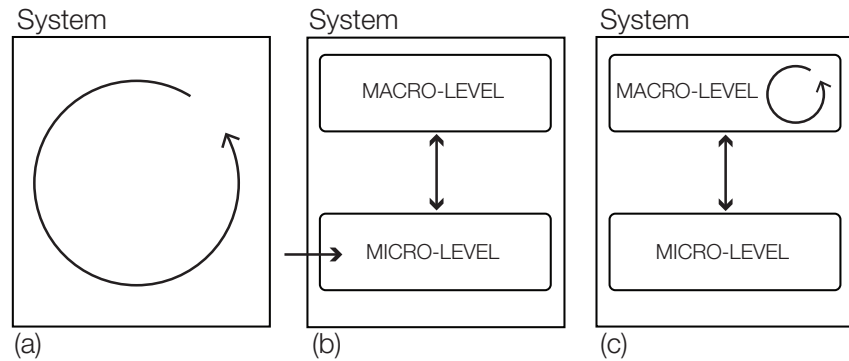 System
System
System
MACRO-LEVEL
MACRO-LEVEL
MICRO-LEVEL
MICRO-LEVEL
(a)
(b)
(c)